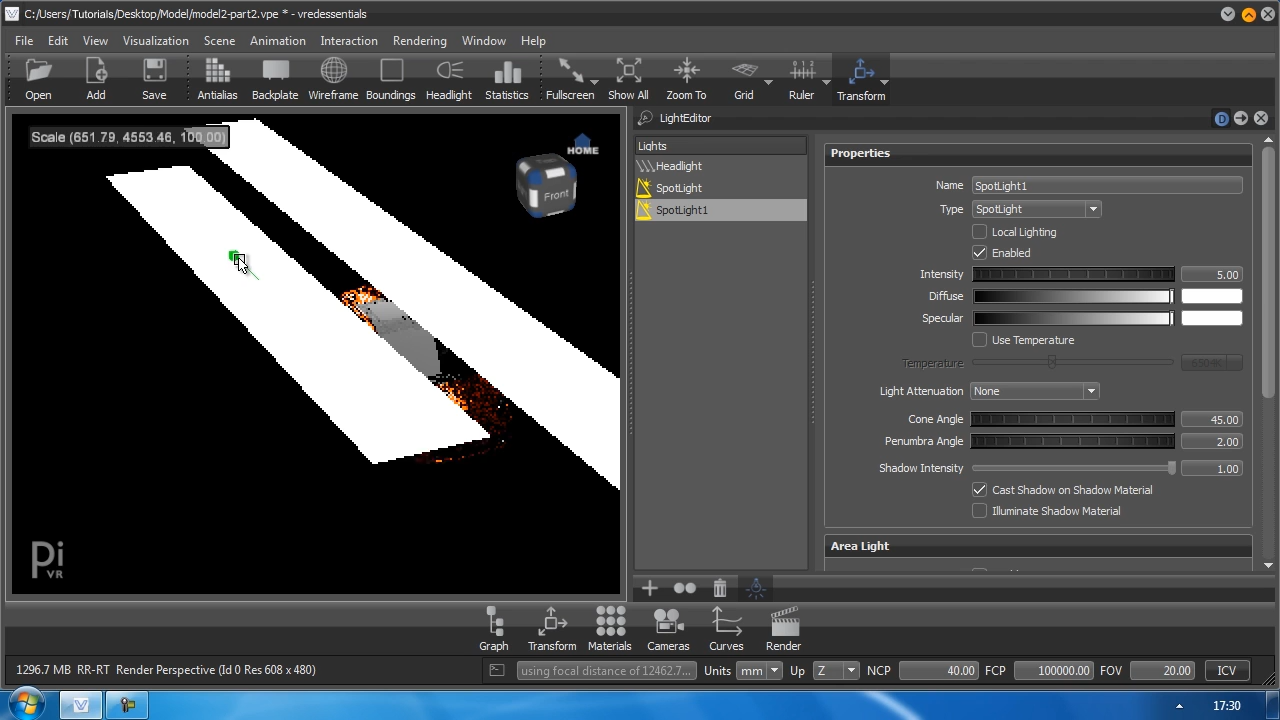 C:/Users/Tutorials/Desktop/Model/model2-part2.vpe * - vredessentials
File Edit View Visualization Scene Animation Interaction Rendering Window Help
Open Add Save Antialias Backplate Wireframe Boundings Headlight Statistics Fullscreen Show All Zoom To Grid Ruler Transform
Scale (651.79, 4553.46, 100.00)
HOME
Front
Pi
VR
LightEditor
D
Lights
Headlight
SpotLight
SpotLight1
Properties
Name SpotLight1
Type SpotLight
Local Lighting
Enabled
Intensity 5.00
Diffuse
Specular
Use Temperature
Temperature
Light Attenuation None
Cone Angle 45.00
Penumbra Angle 2.00
Shadow Intensity 1.00
Cast Shadow on Shadow Material
Illuminate Shadow Material
Area Light
Graph Transform Materials Cameras Curves Render
1296.7 MB RR-RT Render Perspective (Id 0 Res 608 x 480) using focal distance of 12462.7... Units mm Up Z NCP 40.00 FCP 100000.00 FOV 20.00 ICV
17:30